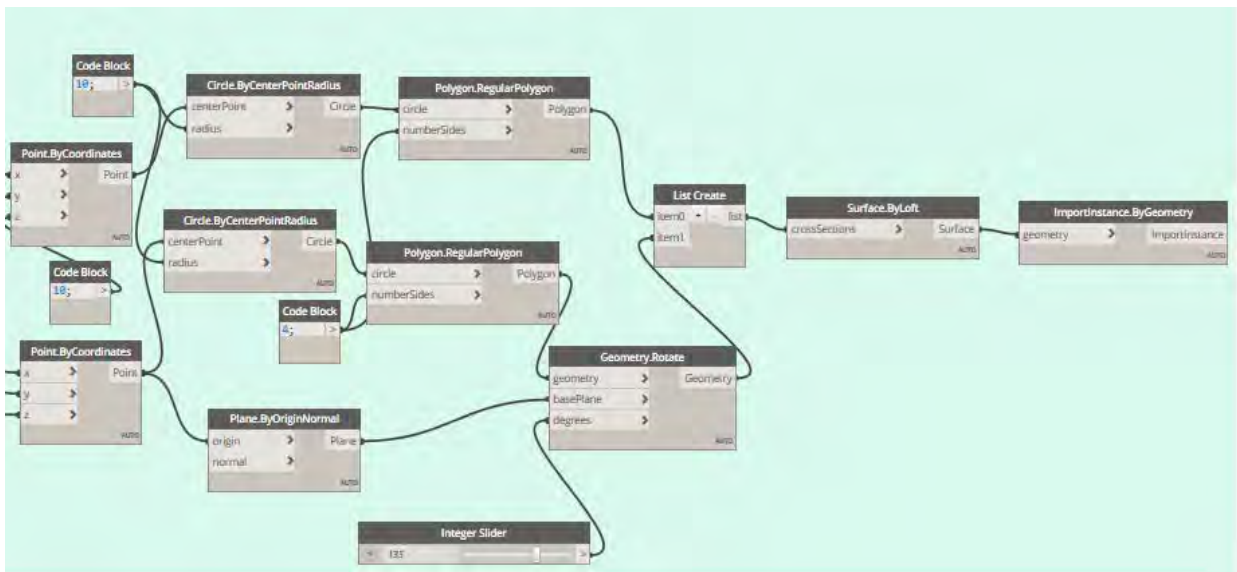 Code Block
10; >
Circle.ByCenterPointRadius
centerPoint > Circle
radius >
AUTO
Polygon.RegularPolygon
circle > Polygon
numberSides >
AUTO
Point.ByCoordinates
x > Point
y >
z >
AUTO
List Create
item0 + - list
item1
Surface.ByLoft
crossSections > Surface
AUTO
ImportInstance.ByGeometry
geometry > ImportInstance
AUTO
Circle.ByCenterPointRadius
centerPoint > Circle
radius >
AUTO
Polygon.RegularPolygon
circle > Polygon
numberSides >
AUTO
Code Block
10; >
Code Block
4; >
Point.ByCoordinates
x > Point
y >
z >
AUTO
Geometry.Rotate
geometry > Geometry
basePlane >
degrees >
AUTO
Plane.ByOriginNormal
origin > Plane
normal >
AUTO
Integer Slider
< 135 >